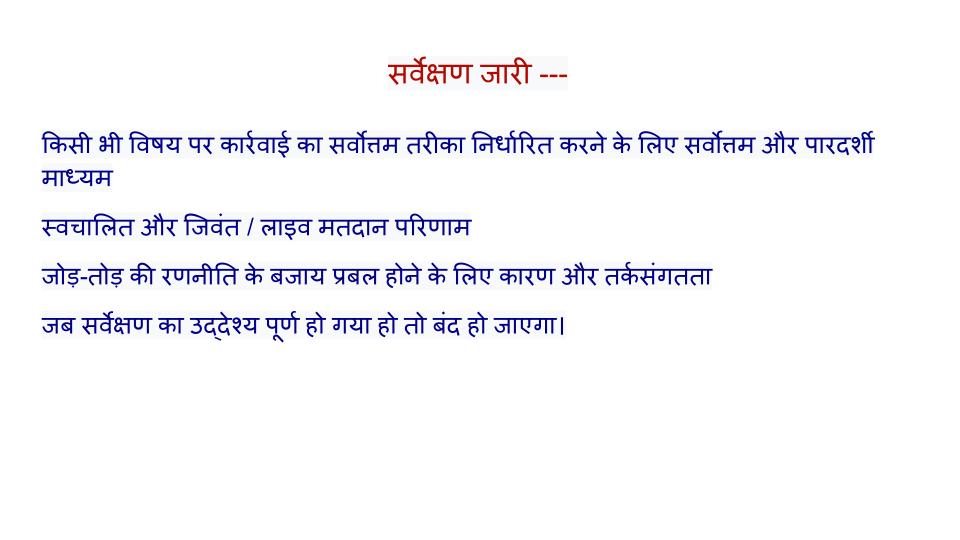 सर्वेक्षण जारी ---
किसी भी विषय पर कार्रवाई का सर्वोत्तम तरीका निर्धारित करने के लिए सर्वोत्तम और पारदर्शी
माध्यम
स्वचालित और जिवंत / लाइव मतदान परिणाम
जोड़-तोड़ की रणनीति के बजाय प्रबल होने के लिए कारण और तर्कसंगतता
जब सर्वेक्षण का उद्देश्य पूर्ण हो गया हो तो बंद हो जाएगा।